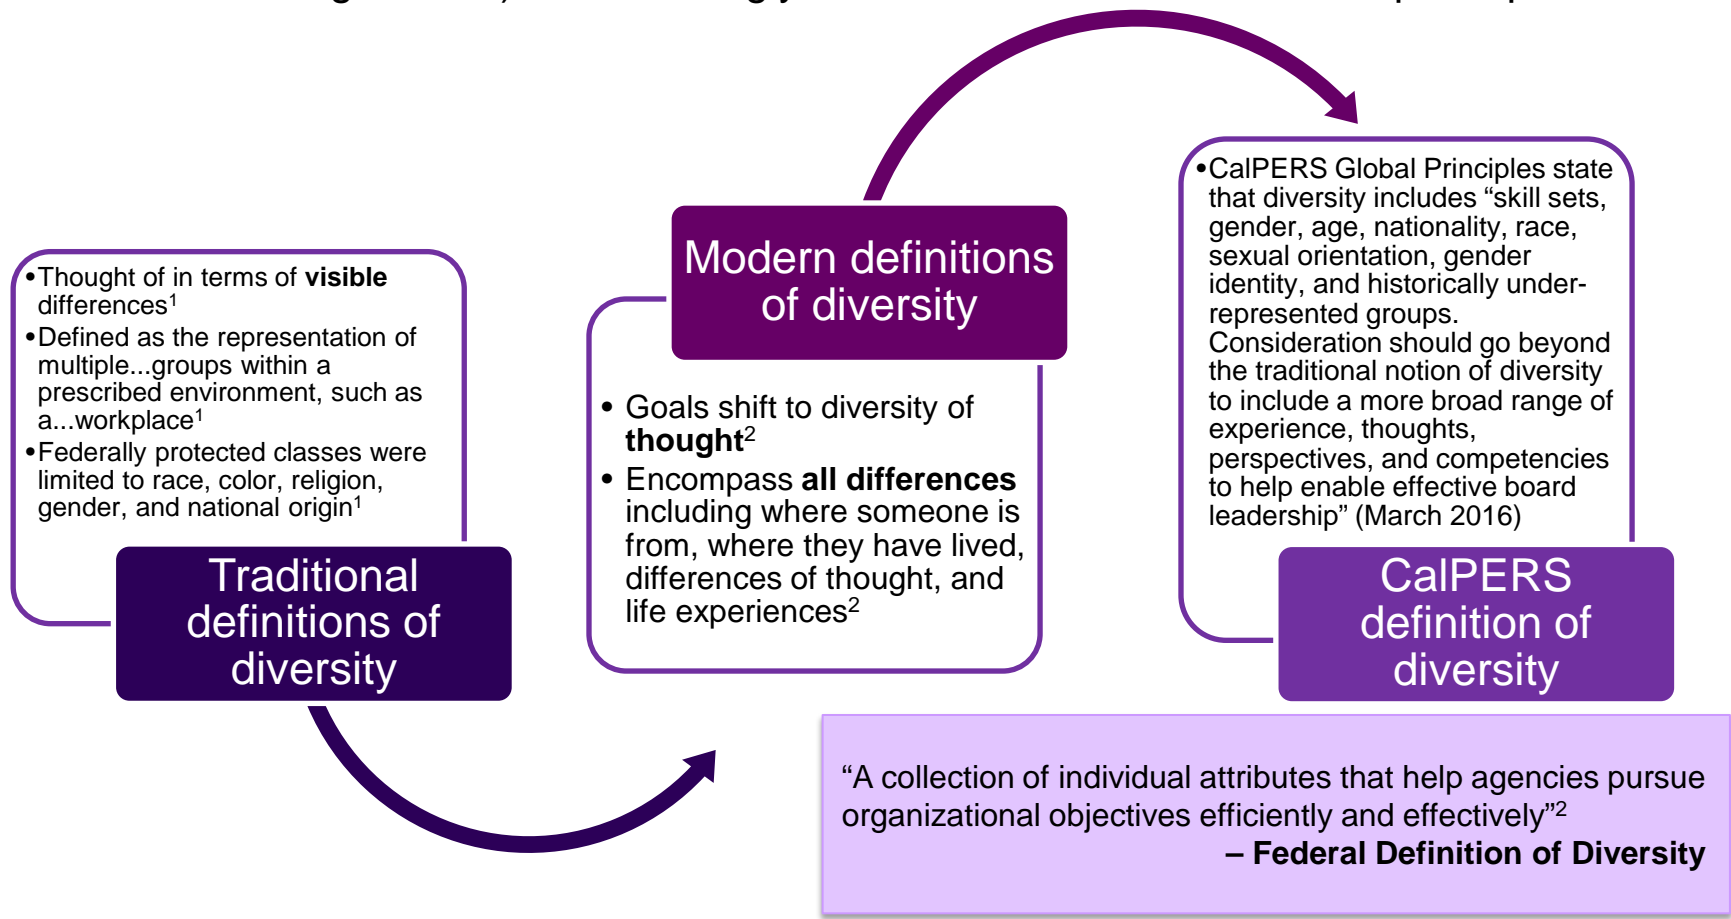 •Thought of in terms of visible
differences1
•Defined as the representation of
multiple...groups within a
prescribed environment, such as
a...workplace1
•Federally protected classes were
limited to race, color, religion,
gender, and national origin1
Traditional
definitions of
diversity
Modern definitions
of diversity
• Goals shift to diversity of
thought2
• Encompass all differences
including where someone is
from, where they have lived,
differences of thought, and
life experiences2
•CalPERS Global Principles state
that diversity includes “skill sets,
gender, age, nationality, race,
sexual orientation, gender
identity, and historically under-
represented groups.
Consideration should go beyond
the traditional notion of diversity
to include a more broad range of
experience, thoughts,
perspectives, and competencies
to help enable effective board
leadership” (March 2016)
CalPERS
definition of
diversity
“A collection of individual attributes that help agencies pursue
organizational objectives efficiently and effectively”2
– Federal Definition of Diversity